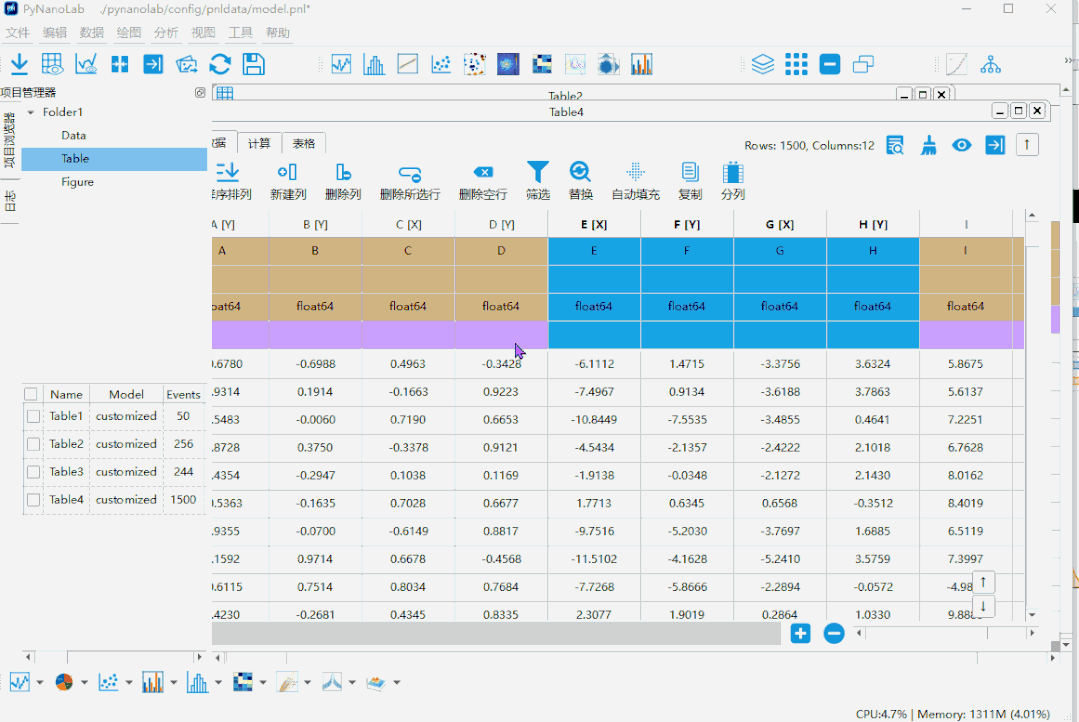 PyNanoLab ./pynanolab/config/pnldata/model.pnl*
文件 编辑 数据 绘图 分析 视图 工具 帮助
项目管理器
项目浏览器
日志
Folder1
Data
Table
Figure
Name Model Events
Table1 customized 50
Table2 customized 256
Table3 customized 244
Table4 customized 1500
Table2
Table4
数据 计算 表格
Rows: 1500, Columns:12
序排列 新建列 删除列 删除所选行 删除空行 筛选 替换 自动填充 复制 分列
A [Y] B [Y] C [X] D [Y] E [X] F [Y] G [X] H [Y] I
A B C D E F G H I
oat64 float64 float64 float64 float64 float64 float64 float64 float64
.6780 -0.6988 0.4963 -0.3428 -6.1112 1.4715 -3.3756 3.6324 5.8675
.9314 0.1914 -0.1663 0.9223 -7.4967 0.9134 -3.6188 3.7863 5.6137
.5483 -0.0060 0.7190 0.6653 -10.8449 -7.5535 -3.4855 0.4641 7.2251
.8728 0.3750 -0.3378 0.9121 -4.5434 -2.1357 -2.4222 2.1018 6.7628
.4354 -0.2947 0.1038 0.1169 -1.9138 -0.0348 -2.1272 2.1430 8.0162
.5363 -0.1635 0.7028 0.6677 1.7713 0.6345 0.6568 -0.3512 8.4019
.9355 -0.0700 -0.6149 0.8817 -9.7516 -5.2030 -3.7697 1.6885 6.5119
.1592 0.9714 0.6678 -0.4568 -11.5102 -4.1628 -5.2410 3.5759 7.3997
.6115 0.7514 0.8034 0.7684 -7.7268 -5.8666 -2.2894 -0.0572 -4.98
.4230 -0.2681 0.4345 0.8335 2.3077 1.9019 0.2864 1.0330 9.88
CPU:4.7% | Memory: 1311M (4.01%)